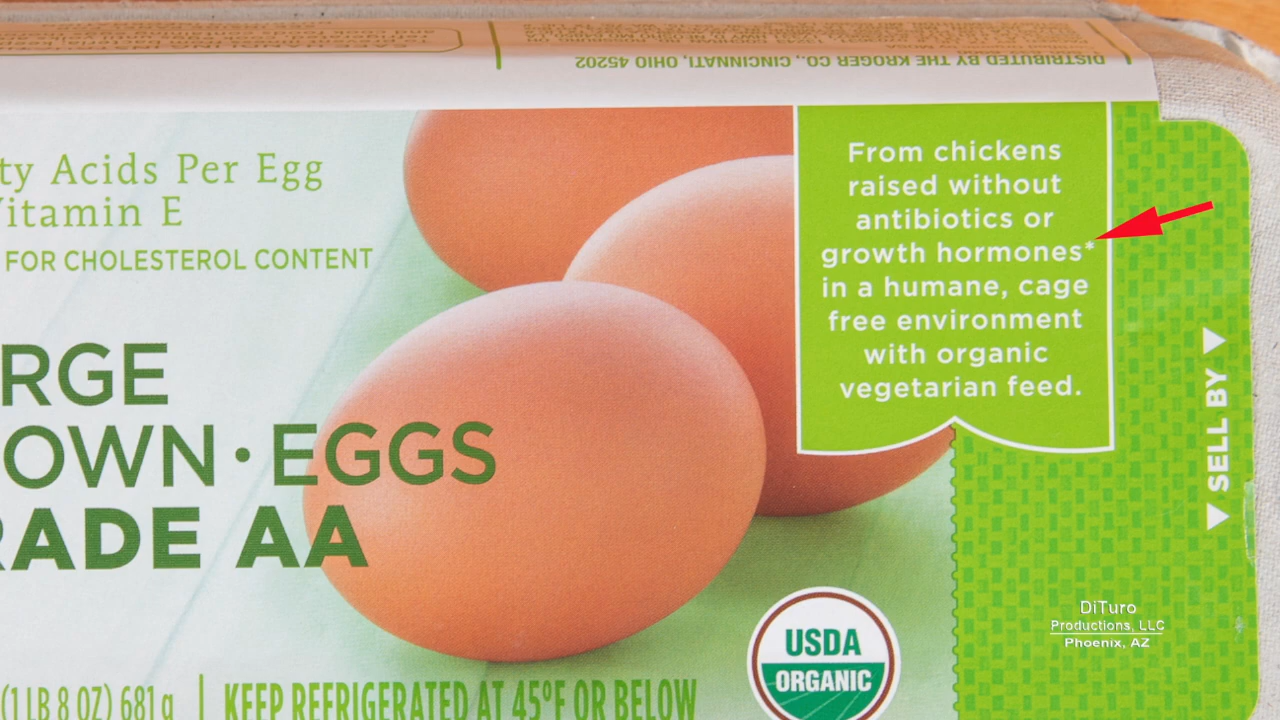 DISTRIBUTED BY THE KROGER CO., CINCINNATI, OHIO 45202
ty Acids Per Egg
Vitamin E
FOR CHOLESTEROL CONTENT
RGE
OWN · EGGS
RADE AA
(1 LB 8 OZ) 681g | KEEP REFRIGERATED AT 45°F OR BELOW
From chickens
raised without
antibiotics or
growth hormones*
in a humane, cage
free environment
with organic
vegetarian feed.
USDA
ORGANIC
SELL BY
DiTuro
Productions, LLC
Phoenix, AZ